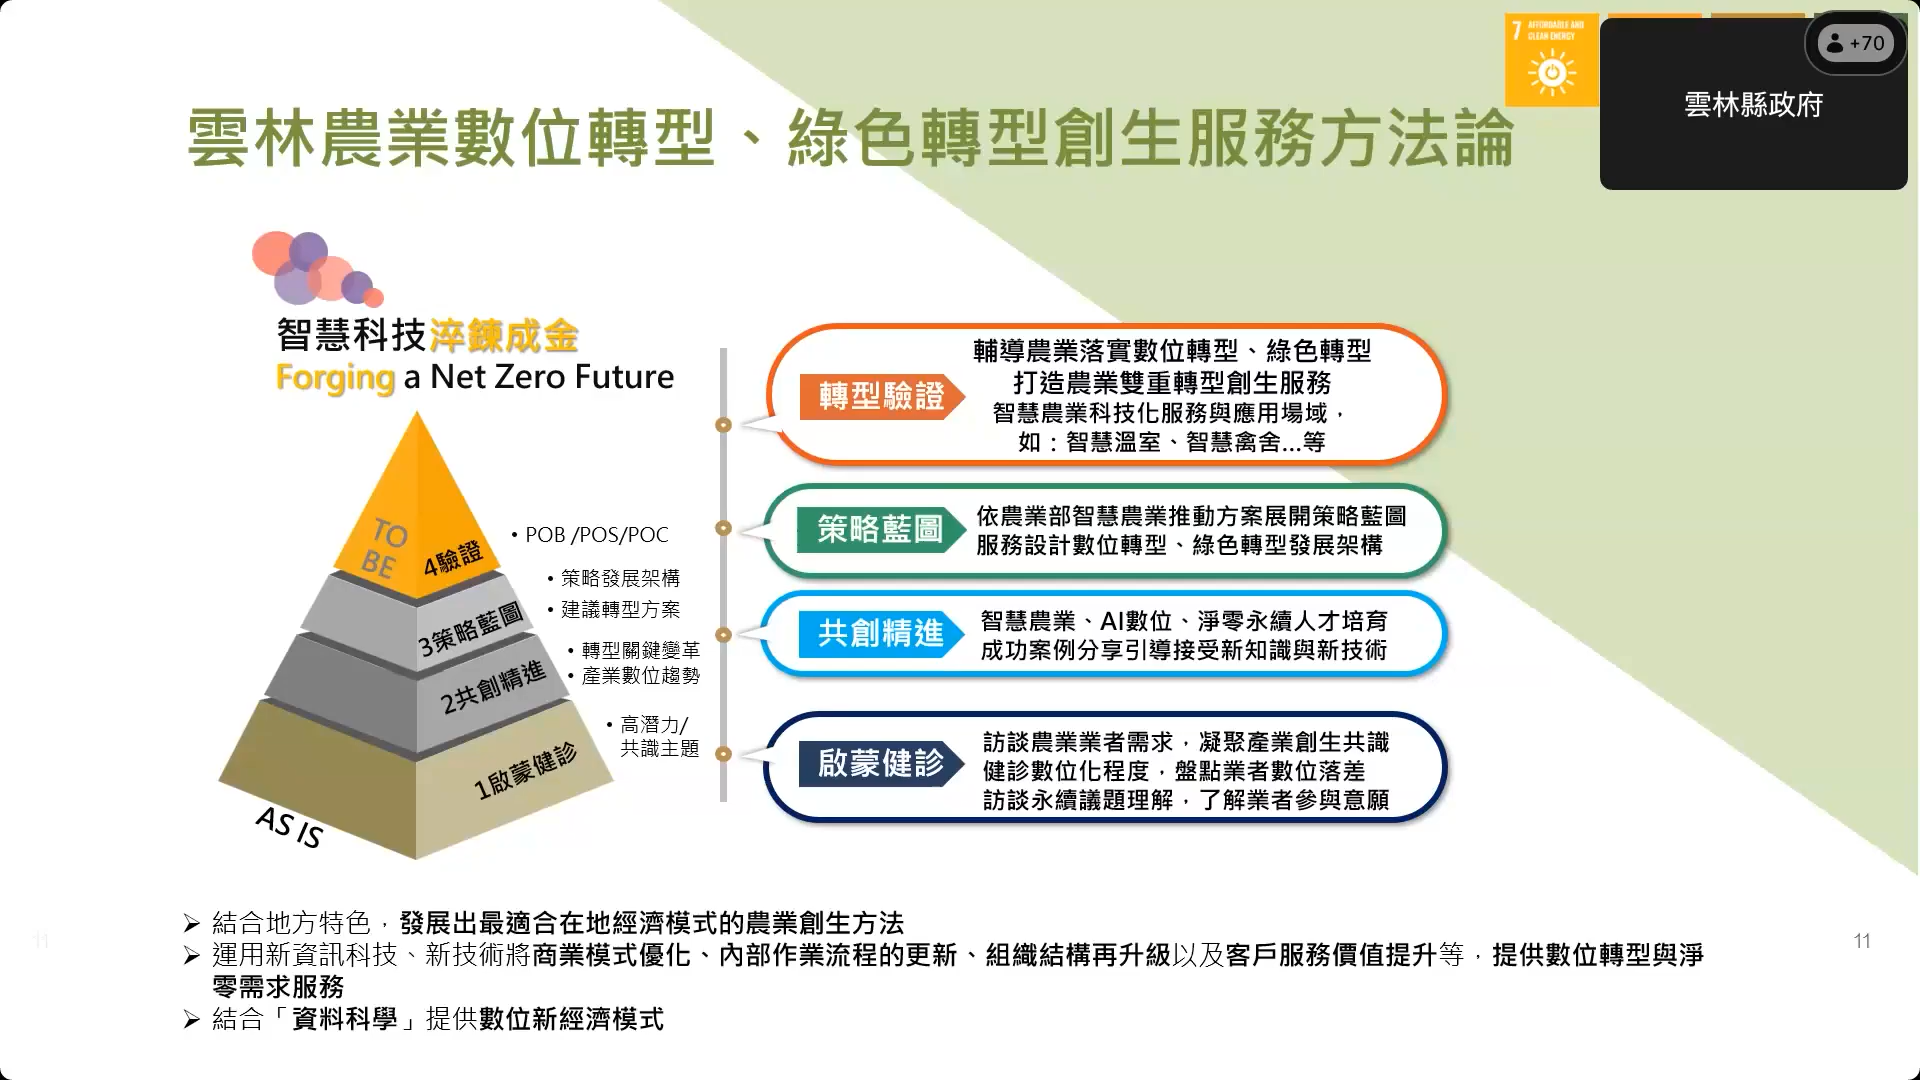 7 AFFORDABLE AND
CLEAN ENERGY
+70
雲林縣政府
雲林農業數位轉型、綠色轉型創生服務方法論
智慧科技淬鍊成金
Forging a Net Zero Future
TO
BE
4驗證
3策略藍圖
2共創精進
1啟蒙健診
AS IS
• POB /POS/POC
• 策略發展架構
• 建議轉型方案
• 轉型關鍵變革
• 產業數位趨勢
• 高潛力/
共識主題
轉型驗證
輔導農業落實數位轉型、綠色轉型
打造農業雙重轉型創生服務
智慧農業科技化服務與應用場域，
如：智慧溫室、智慧禽舍...等
策略藍圖
依農業部智慧農業推動方案展開策略藍圖
服務設計數位轉型、綠色轉型發展架構
共創精進
智慧農業、AI數位、淨零永續人才培育
成功案例分享引導接受新知識與新技術
啟蒙健診
訪談農業業者需求，凝聚產業創生共識
健診數位化程度，盤點業者數位落差
訪談永續議題理解，了解業者參與意願
➢ 結合地方特色，發展出最適合在地經濟模式的農業創生方法
➢ 運用新資訊科技、新技術將商業模式優化、內部作業流程的更新、組織結構再升級以及客戶服務價值提升等，提供數位轉型與淨
零需求服務
➢ 結合「資料科學」提供數位新經濟模式
11
11